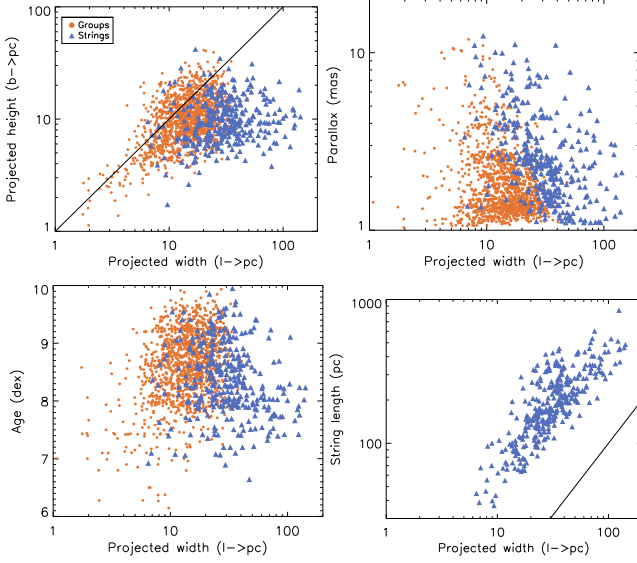 100
10
1
Projected height (b->pc)
Groups
Strings
1
10
100
Projected width (l->pc)
10
1
Parallax (mas)
1
10
100
Projected width (l->pc)
10
9
8
7
6
Age (dex)
1
10
100
Projected width (l->pc)
1000
100
String length (pc)
1
10
100
Projected width (l->pc)